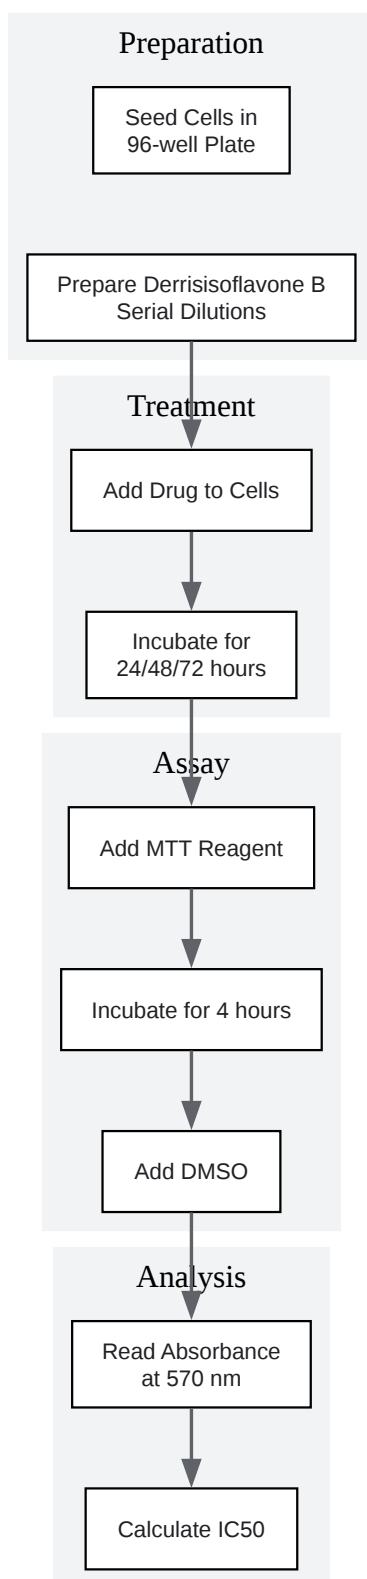 Preparation
Seed Cells in
96-well Plate
Prepare Derrisisoflavone B
Serial Dilutions
Treatment
Add Drug to Cells
Incubate for
24/48/72 hours
Assay
Add MTT Reagent
Incubate for 4 hours
Add DMSO
Analysis
Read Absorbance
at 570 nm
Calculate IC50